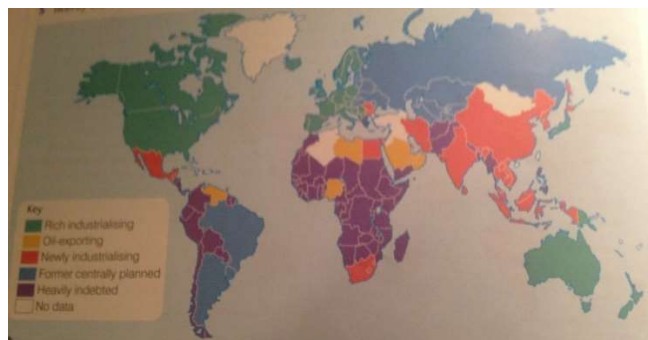 Key
Rich industrialising
Oil-exporting
Newly industrialising
Former centrally planned
Heavily indebted
No data